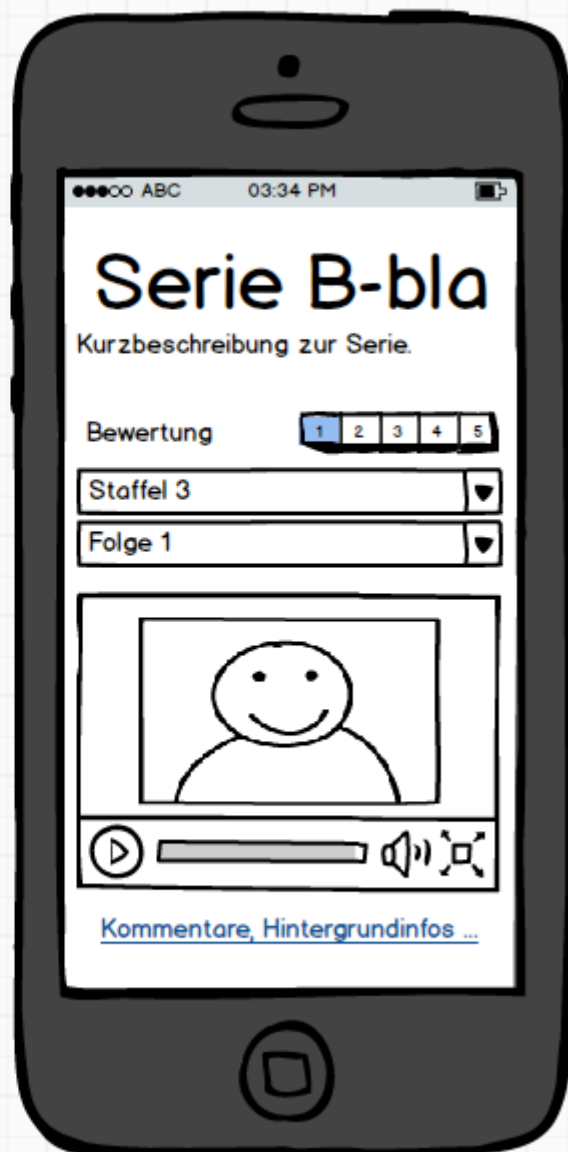 ABC 03:34 PM
Serie B-bla
Kurzbeschreibung zur Serie.
Bewertung 1 2 3 4 5
Staffel 3
Folge 1
Kommentare, Hintergrundinfos ...